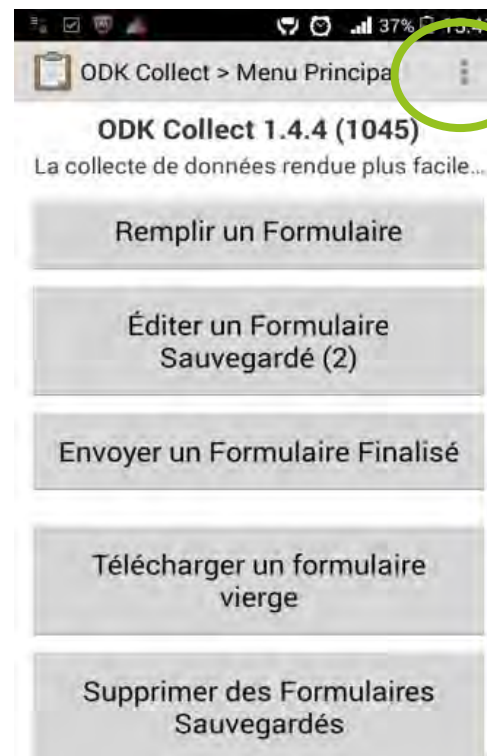 37%
ODK Collect > Menu Principa
ODK Collect 1.4.4 (1045)
La collecte de données rendue plus facile...
Remplir un Formulaire
Éditer un Formulaire
Sauvegardé (2)
Envoyer un Formulaire Finalisé
Télécharger un formulaire
vierge
Supprimer des Formulaires
Sauvegardés